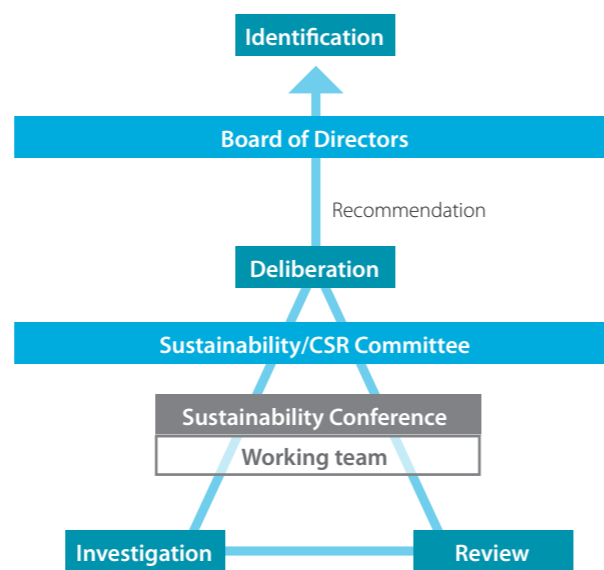 Identification
Board of Directors
Recommendation
Deliberation
Sustainability/CSR Committee
Sustainability Conference
Working team
Investigation
Review